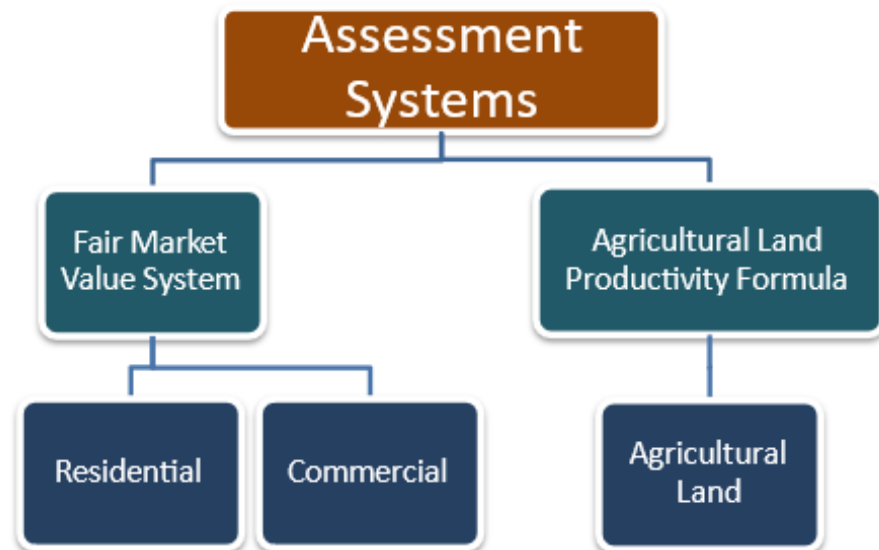 Assessment
Systems
Fair Market
Value System
Agricultural Land
Productivity Formula
Residential
Commercial
Agricultural
Land